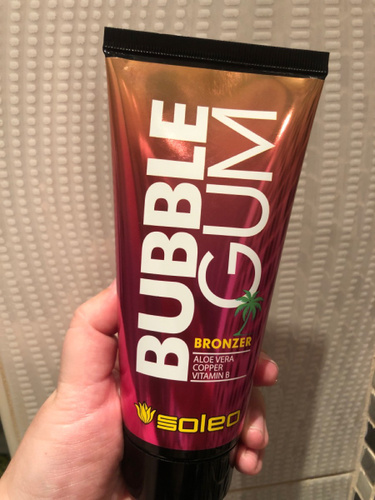 BUBBLE
GUM
BRONZER
ALOE VERA
COPPER
VITAMIN B
soleo